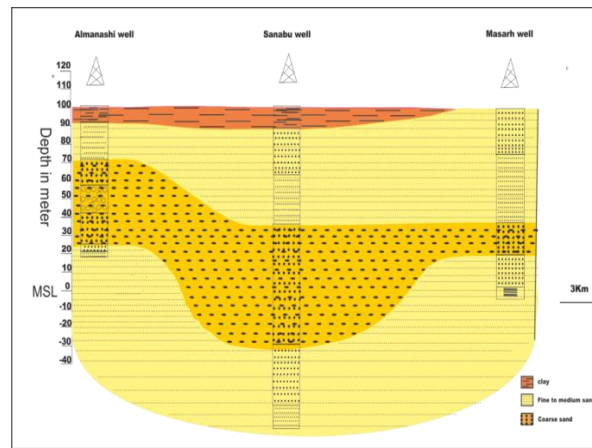 Almanashi well
Sanabu well
Masarh well
120
110
100
90
80
70
60
50
40
30
20
10
MSL 0
-10
-20
-30
-40
Depth in meter
3Km
clay
Fine to medium san
Coarse sand